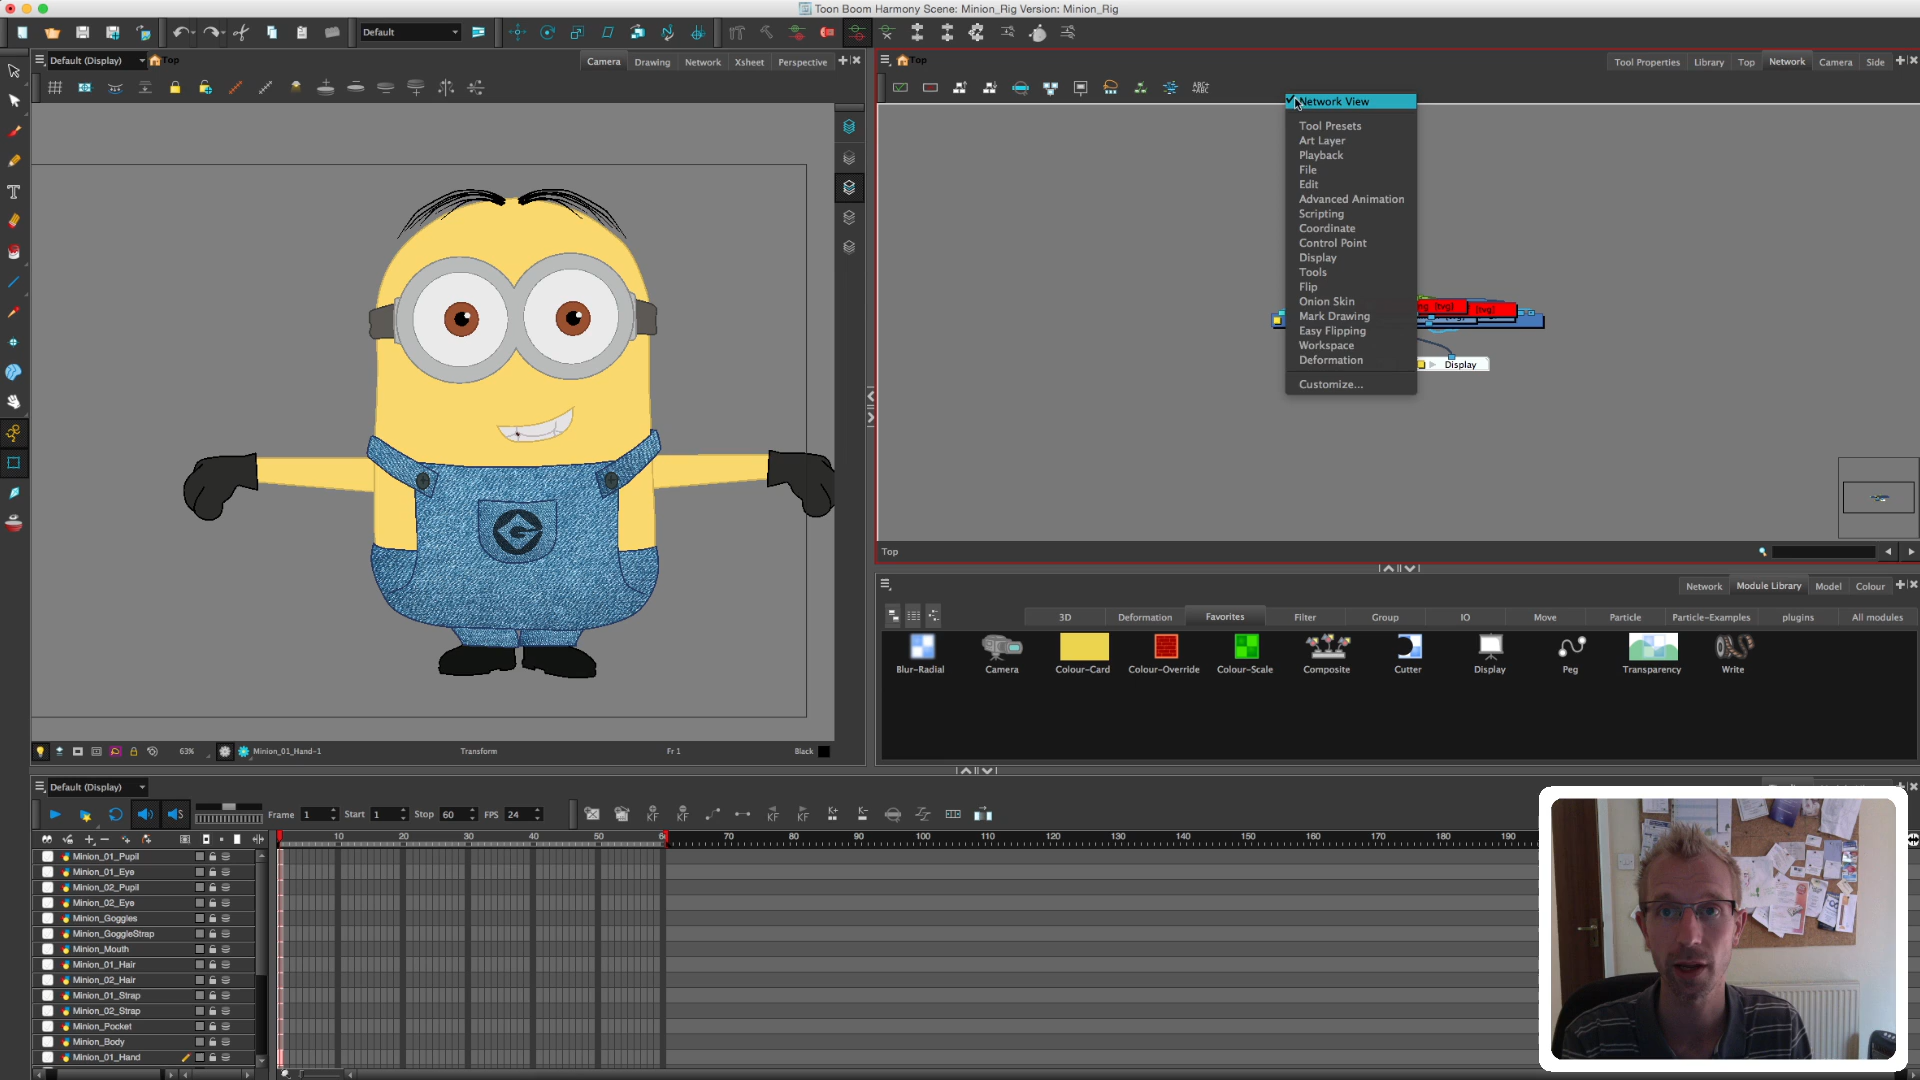 Toon Boom Harmony Scene: Minion_Rig Version: Minion_Rig
Default
Default (Display)
Top
Camera
Drawing
Network
Xsheet
Perspective
Top
Tool Properties
Library
Top
Network
Camera
Side
Network View
Tool Presets
Art Layer
Playback
File
Edit
Advanced Animation
Scripting
Coordinate
Control Point
Display
Tools
Flip
Onion Skin
Mark Drawing
Easy Flipping
Workspace
Deformation
Customize...
(tvg)
(tvg)
Display
Top
Network
Module Library
Model
Colour
3D
Deformation
Favorites
Filter
Group
IO
Move
Particle
Particle-Examples
plugins
All modules
Blur-Radial
Camera
Colour-Card
Colour-Override
Colour-Scale
Composite
Cutter
Display
Peg
Transparency
Write
63%
Minion_01_Hand-1
Transform
Fr 1
Black
Default (Display)
Frame 1 Start 1 Stop 60 FPS 24
10 20 30 40 50 70 80 90 100 110 120 130 140 150 160 170 180 190
Minion_01_Pupil
Minion_01_Eye
Minion_02_Pupil
Minion_02_Eye
Minion_Goggles
Minion_GoggleStrap
Minion_Mouth
Minion_01_Hair
Minion_02_Hair
Minion_01_Strap
Minion_02_Strap
Minion_Pocket
Minion_Body
Minion_01_Hand